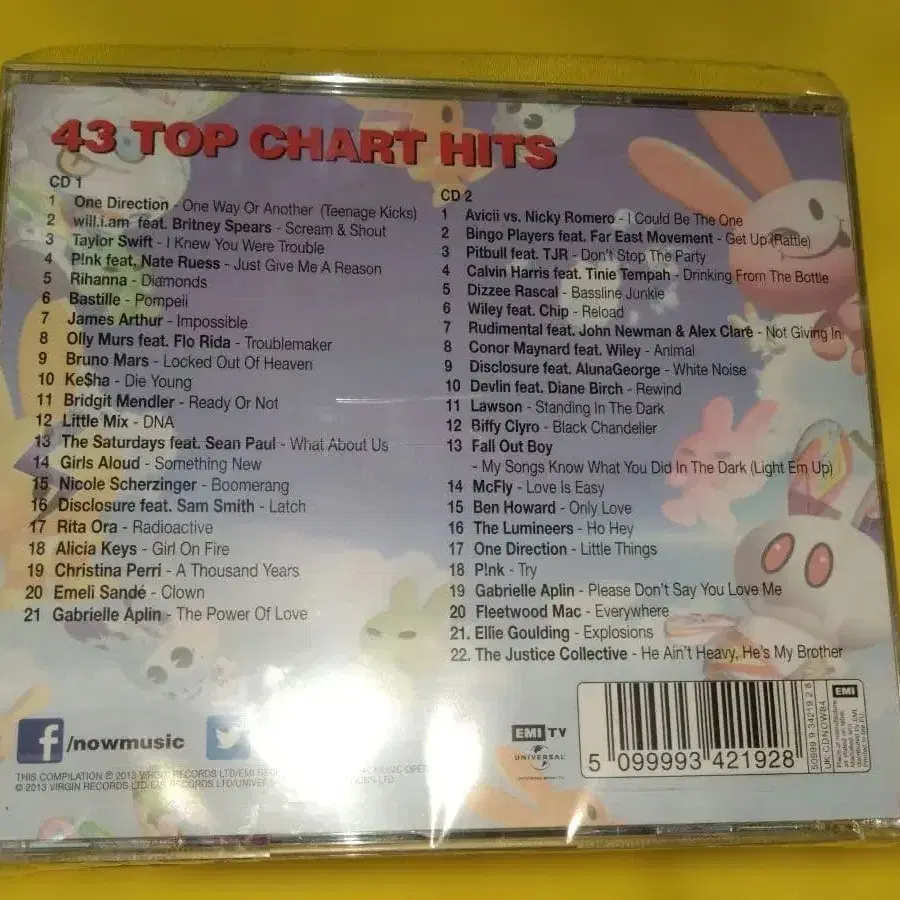 43 TOP CHART HITS
CD 1
1 One Direction - One Way Or Another (Teenage Kicks)
2 will.i.am feat. Britney Spears - Scream & Shout
3 Taylor Swift - I Knew You Were Trouble
4 P!nk feat. Nate Ruess - Just Give Me A Reason
5 Rihanna - Diamonds
6 Bastille - Pompeii
7 James Arthur - Impossible
8 Olly Murs feat. Flo Rida - Troublemaker
9 Bruno Mars - Locked Out Of Heaven
10 Ke$ha - Die Young
11 Bridgit Mendler - Ready Or Not
12 Little Mix - DNA
13 The Saturdays feat. Sean Paul - What About Us
14 Girls Aloud - Something New
15 Nicole Scherzinger - Boomerang
16 Disclosure feat. Sam Smith - Latch
17 Rita Ora - Radioactive
18 Alicia Keys - Girl On Fire
19 Christina Perri - A Thousand Years
20 Emeli Sandé - Clown
21 Gabrielle Aplin - The Power Of Love
CD 2
1 Avicii vs. Nicky Romero - I Could Be The One
2 Bingo Players feat. Far East Movement - Get Up (Rattle)
3 Pitbull feat. TJR - Don't Stop The Party
4 Calvin Harris feat. Tinie Tempah - Drinking From The Bottle
5 Dizzee Rascal - Bassline Junkie
6 Wiley feat. Chip - Reload
7 Rudimental feat. John Newman & Alex Clare - Not Giving In
8 Conor Maynard feat. Wiley - Animal
9 Disclosure feat. AlunaGeorge - White Noise
10 Devlin feat. Diane Birch - Rewind
11 Lawson - Standing In The Dark
12 Biffy Clyro - Black Chandelier
13 Fall Out Boy
- My Songs Know What You Did In The Dark (Light Em Up)
14 McFly - Love Is Easy
15 Ben Howard - Only Love
16 The Lumineers - Ho Hey
17 One Direction - Little Things
18 P!nk - Try
19 Gabrielle Aplin - Please Don't Say You Love Me
20 Fleetwood Mac - Everywhere
21. Ellie Goulding - Explosions
22. The Justice Collective - He Ain't Heavy, He's My Brother
f /nowmusic
EMI TV
UNIVERSAL
THIS COMPILATION ℗ 2013 VIRGIN RECORDS LTD/EMI
© 2013 VIRGIN RECORDS LTD/
5 099993 421928
50999 9 34219 2 8
UK: CDNOW84
EMI